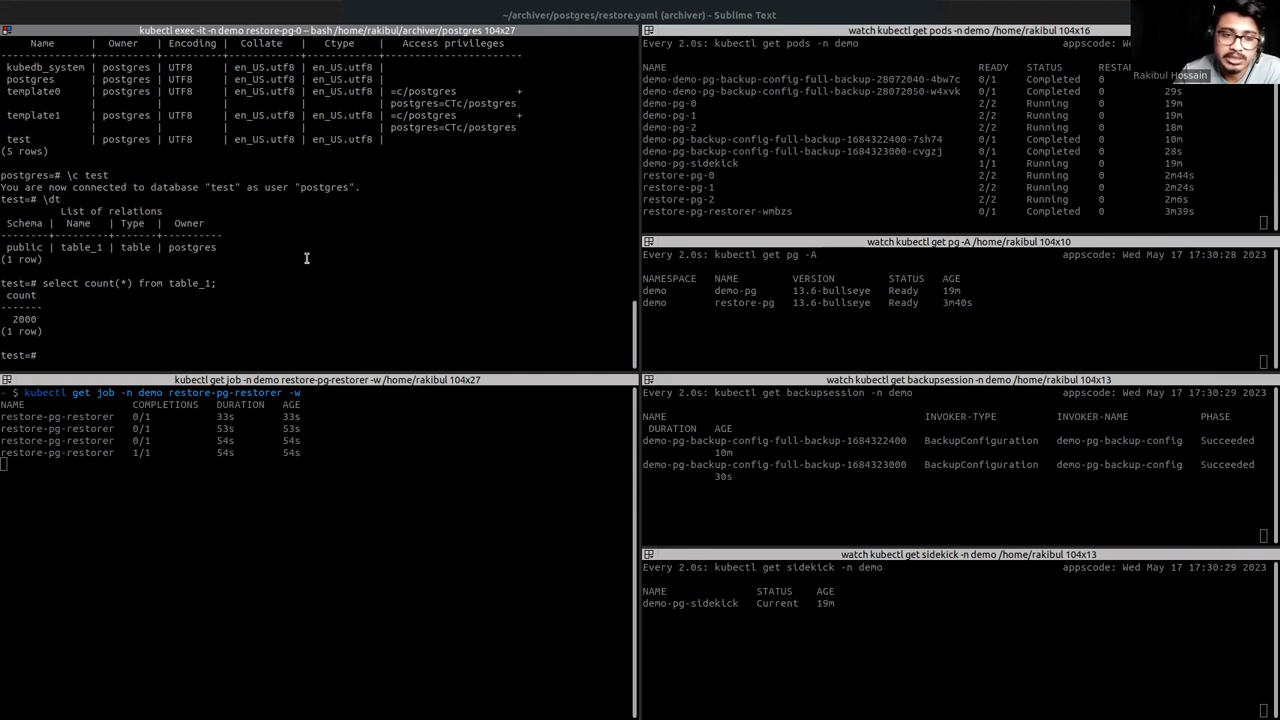 ~/archiver/postgres/restore.yaml (archiver) - Sublime Text
kubectl exec -it -n demo restore-pg-0 -- bash /home/rakibul/archiver/postgres 104x27
Name | Owner | Encoding | Collate | Ctype | Access privileges
-----------+----------+----------+------------+------------+-----------------------
kubedb_system | postgres | UTF8 | en_US.utf8 | en_US.utf8 |
postgres | postgres | UTF8 | en_US.utf8 | en_US.utf8 |
template0 | postgres | UTF8 | en_US.utf8 | en_US.utf8 | =c/postgres +
| | | | | postgres=CTc/postgres
template1 | postgres | UTF8 | en_US.utf8 | en_US.utf8 | =c/postgres +
| | | | | postgres=CTc/postgres
test | postgres | UTF8 | en_US.utf8 | en_US.utf8 |
(5 rows)
postgres=# \c test
You are now connected to database "test" as user "postgres".
test=# \dt
List of relations
Schema | Name | Type | Owner
--------+---------+-------+----------
public | table_1 | table | postgres
(1 row)
test=# select count(*) from table_1;
count
-------
2000
(1 row)
test=#
kubectl get job -n demo restore-pg-restorer -w /home/rakibul 104x27
~ $ kubectl get job -n demo restore-pg-restorer -w
NAME COMPLETIONS DURATION AGE
restore-pg-restorer 0/1 33s 33s
restore-pg-restorer 0/1 53s 53s
restore-pg-restorer 0/1 54s 54s
restore-pg-restorer 1/1 54s 54s
watch kubectl get pods -n demo /home/rakibul 104x16
Every 2.0s: kubectl get pods -n demo appscode: Wed M
NAME READY STATUS RESTAR
demo-demo-pg-backup-config-full-backup-28072040-4bw7c 0/1 Completed 0
demo-demo-pg-backup-config-full-backup-28072050-w4xvk 0/1 Completed 0 29s
demo-pg-0 2/2 Running 0 19m
demo-pg-1 2/2 Running 0 19m
demo-pg-2 2/2 Running 0 18m
demo-pg-backup-config-full-backup-1684322400-7sh74 0/1 Completed 0 10m
demo-pg-backup-config-full-backup-1684323000-cvgzj 0/1 Completed 0 28s
demo-pg-sidekick 1/1 Running 0 19m
restore-pg-0 2/2 Running 0 2m44s
restore-pg-1 2/2 Running 0 2m24s
restore-pg-2 2/2 Running 0 2m6s
restore-pg-restorer-wmbzs 0/1 Completed 0 3m39s
Rakibul Hossain
watch kubectl get pg -A /home/rakibul 104x10
Every 2.0s: kubectl get pg -A appscode: Wed May 17 17:30:28 2023
NAMESPACE NAME VERSION STATUS AGE
demo demo-pg 13.6-bullseye Ready 19m
demo restore-pg 13.6-bullseye Ready 3m40s
watch kubectl get backupsession -n demo /home/rakibul 104x13
Every 2.0s: kubectl get backupsession -n demo appscode: Wed May 17 17:30:29 2023
NAME INVOKER-TYPE INVOKER-NAME PHASE
DURATION AGE
demo-pg-backup-config-full-backup-1684322400 BackupConfiguration demo-pg-backup-config Succeeded
10m
demo-pg-backup-config-full-backup-1684323000 BackupConfiguration demo-pg-backup-config Succeeded
30s
watch kubectl get sidekick -n demo /home/rakibul 104x13
Every 2.0s: kubectl get sidekick -n demo appscode: Wed May 17 17:30:29 2023
NAME STATUS AGE
demo-pg-sidekick Current 19m